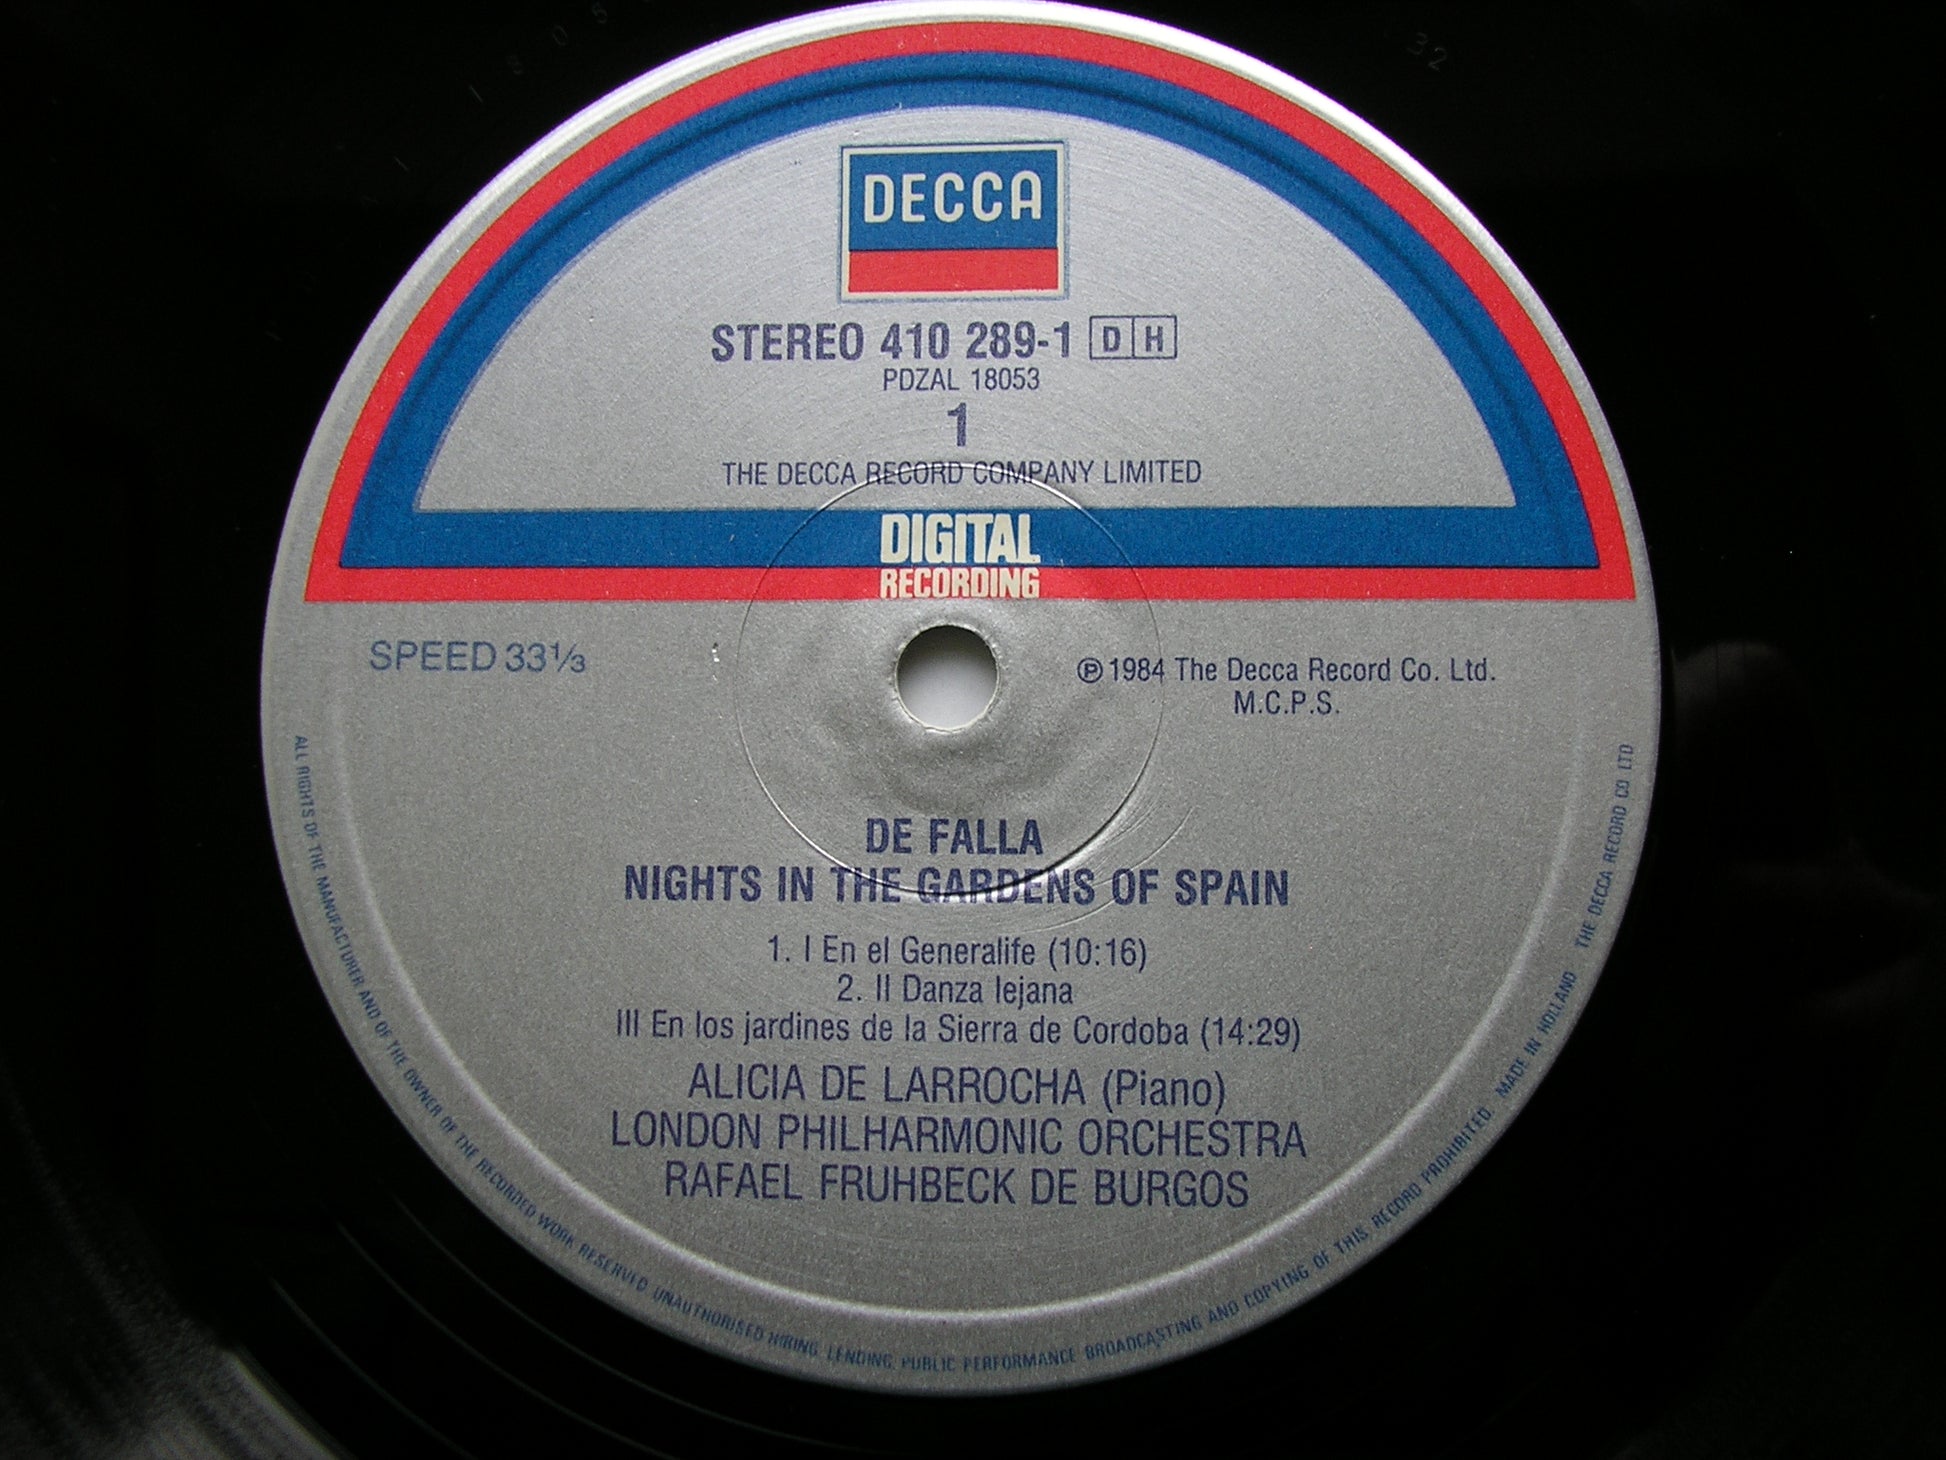 DECCA
STEREO 410 289-1 D H
PDZAL 18053
1
THE DECCA RECORD COMPANY LIMITED
DIGITAL
RECORDING
SPEED 33⅓
℗ 1984 The Decca Record Co. Ltd.
M.C.P.S.
DE FALLA
NIGHTS IN THE GARDENS OF SPAIN
1. I En el Generalife (10:16)
2. II Danza lejana
III En los jardines de la Sierra de Cordoba (14:29)
ALICIA DE LARROCHA (Piano)
LONDON PHILHARMONIC ORCHESTRA
RAFAEL FRUHBECK DE BURGOS
ALL RIGHTS OF THE MANUFACTURER AND OF THE OWNER OF THE RECORDED WORK RESERVED. UNAUTHORISED HIRING, LENDING, PUBLIC PERFORMANCE BROADCASTING AND COPYING OF THIS RECORD PROHIBITED. MADE IN HOLLAND THE DECCA RECORD CO LTD